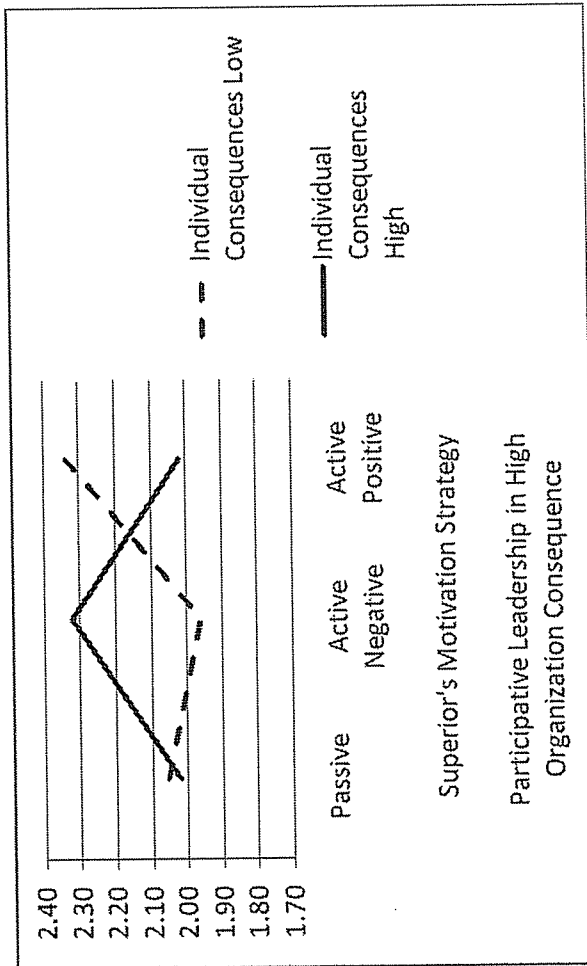 2.40
2.30
2.20
2.10
2.00
1.90
1.80
1.70
Passive
Active
Negative
Active
Positive
Superior's Motivation Strategy
Participative Leadership in High
Organization Consequence
Individual
Consequences Low
Individual
Consequences
High